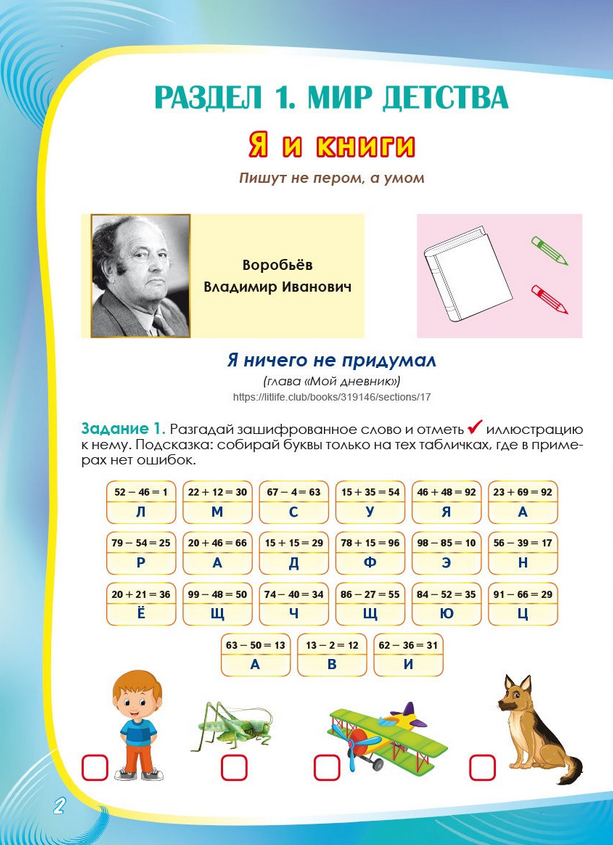 РАЗДЕЛ 1. МИР ДЕТСТВА
Я и книги
Пишут не пером, а умом
Воробьёв
Владимир Иванович
Я ничего не придумал
(глава «Мой дневник»)
https://litlife.club/books/319146/sections/17
Задание 1. Разгадай зашифрованное слово и отметь ✔ иллюстрацию
к нему. Подсказка: собирай буквы только на тех табличках, где в приме-
рах нет ошибок.
52 – 46 = 1 22 + 12 = 30 67 – 4 = 63 15 + 35 = 54 46 + 48 = 92 23 + 69 = 92
Л М С У Я А
79 – 54 = 25 20 + 46 = 66 15 + 15 = 29 78 + 15 = 96 98 – 85 = 10 56 – 39 = 17
Р А Д Ф Э Н
20 + 21 = 36 99 – 48 = 50 74 – 40 = 34 86 – 27 = 55 84 – 52 = 35 91 – 66 = 29
Ё Щ Ч Щ Ю Ц
63 – 50 = 13 13 – 2 = 12 62 – 36 = 31
А В И
2